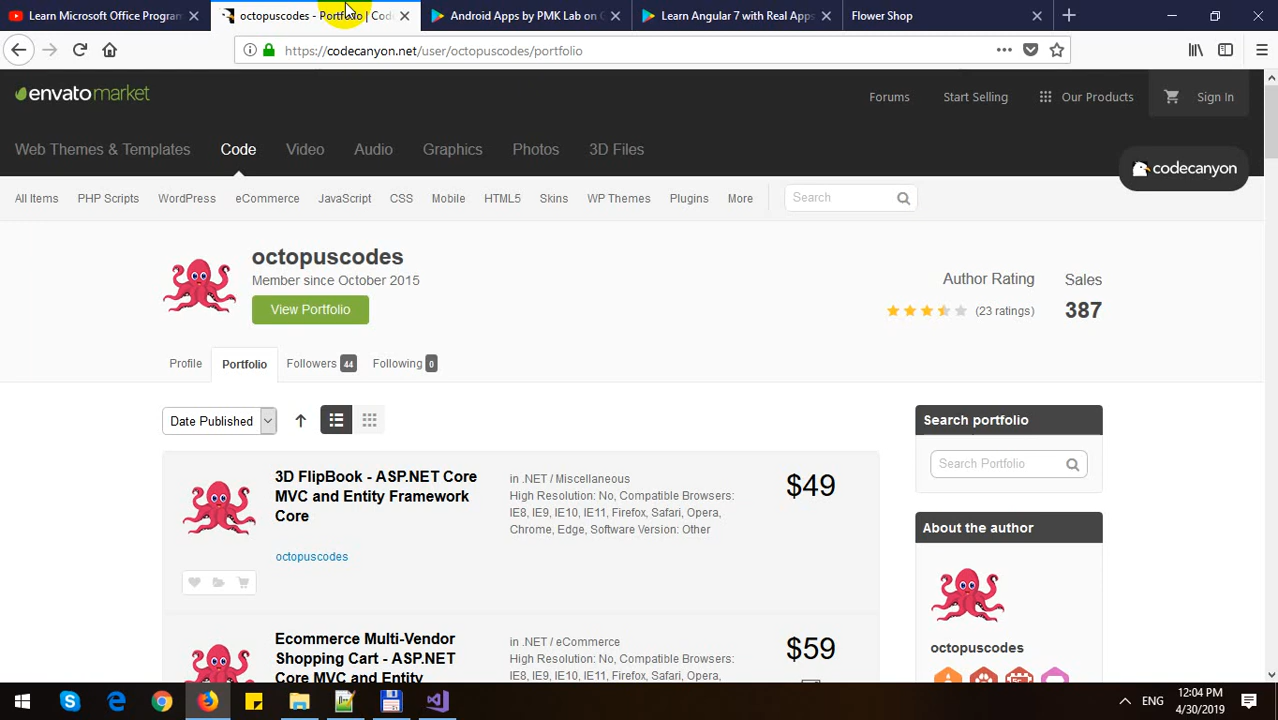 Learn Microsoft Office Program
octopuscodes - Portfolio | Code
Android Apps by PMK Lab on G
Learn Angular 7 with Real Apps
Flower Shop
https://codecanyon.net/user/octopuscodes/portfolio
envato market
Forums
Start Selling
Our Products
Sign In
Web Themes & Templates
Code
Video
Audio
Graphics
Photos
3D Files
codecanyon
All Items
PHP Scripts
WordPress
eCommerce
JavaScript
CSS
Mobile
HTML5
Skins
WP Themes
Plugins
More
Search
octopuscodes
Member since October 2015
View Portfolio
Author Rating
(23 ratings)
Sales
387
Profile
Portfolio
Followers 44
Following 0
Date Published
Search portfolio
Search Portfolio
3D FlipBook - ASP.NET Core
MVC and Entity Framework
Core
octopuscodes
in .NET / Miscellaneous
High Resolution: No, Compatible Browsers:
IE8, IE9, IE10, IE11, Firefox, Safari, Opera,
Chrome, Edge, Software Version: Other
$49
About the author
octopuscodes
Ecommerce Multi-Vendor
Shopping Cart - ASP.NET
Core MVC and Entity
in .NET / eCommerce
High Resolution: No, Compatible Browsers:
IE8, IE9, IE10, IE11, Firefox, Safari, Opera,
$59
ENG
12:04 PM
4/30/2019